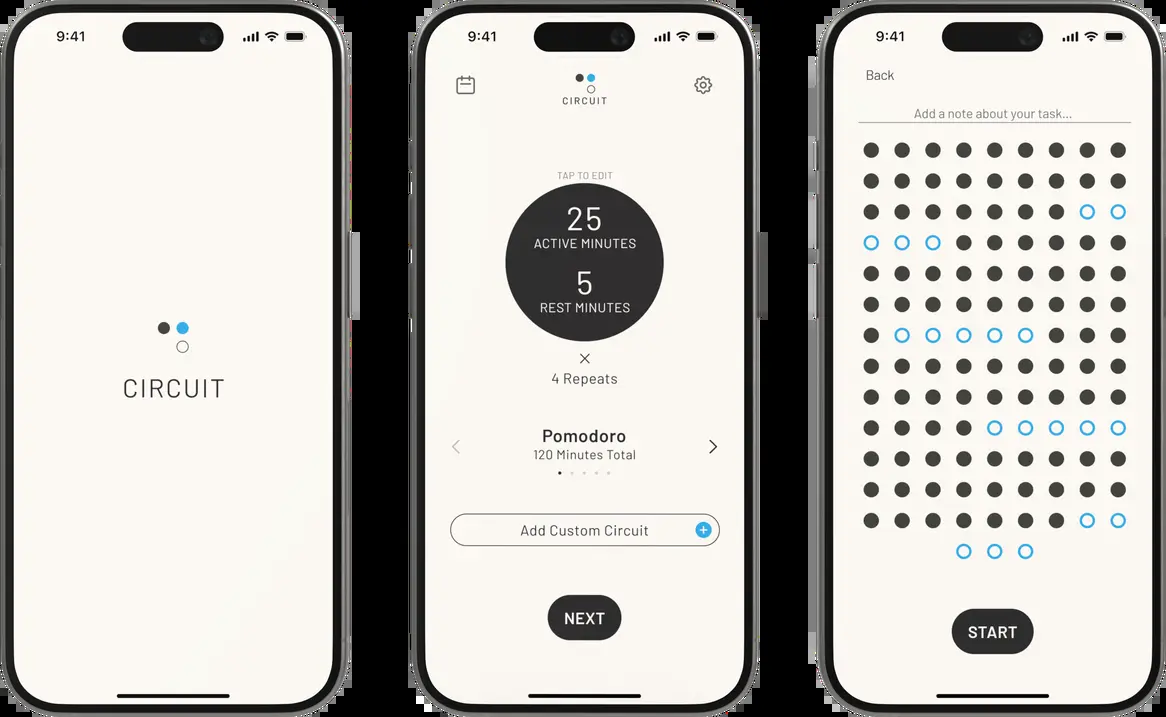 9:41
CIRCUIT
9:41
CIRCUIT
TAP TO EDIT
25
ACTIVE MINUTES
5
REST MINUTES
×
4 Repeats
Pomodoro
120 Minutes Total
Add Custom Circuit
NEXT
9:41
Back
Add a note about your task...
START